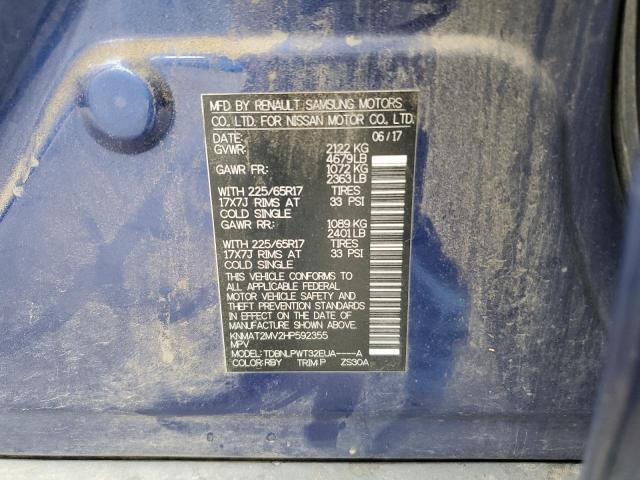 MFD BY RENAULT SAMSUNG MOTORS
CO., LTD. FOR NISSAN MOTOR CO., LTD.
DATE: 06/17
GVWR: 2122 KG
4679LB
GAWR FR: 1072 KG
2363 LB
WITH 225/65R17 TIRES
17X7J RIMS AT 33 PSI
COLD SINGLE
GAWR RR: 1089 KG
2401 LB
WITH 225/65R17 TIRES
17X7J RIMS AT 33 PSI
COLD SINGLE
THIS VEHICLE CONFORMS TO
ALL APPLICABLE FEDERAL
MOTOR VEHICLE SAFETY AND
THEFT PREVENTION
STANDARDS IN EFFECT ON THE
DATE OF MANUFACTURE
SHOWN ABOVE.
KNMAT2MV2HP592355
MPV
MODEL: TDBNLPWT32EUA----A
COLOR: RBY TRIM: P ZS30A